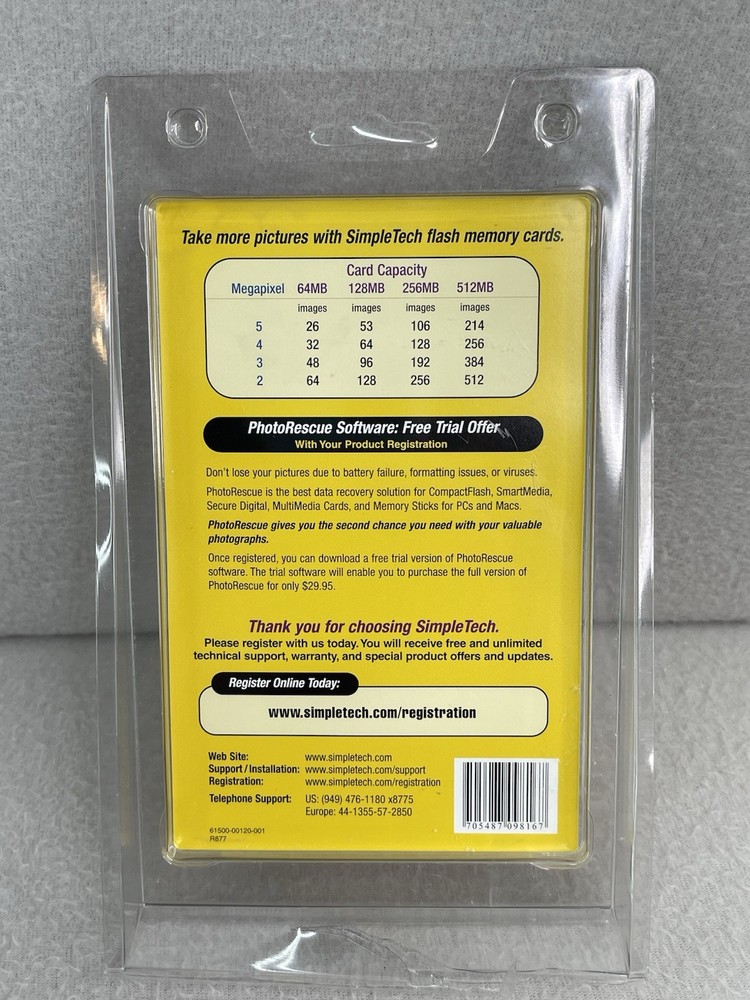 Take more pictures with SimpleTech flash memory cards.
Card Capacity
Megapixel 64MB 128MB 256MB 512MB
images images images images
5 26 53 106 214
4 32 64 128 256
3 48 96 192 384
2 64 128 256 512
PhotoRescue Software: Free Trial Offer
With Your Product Registration
Don't lose your pictures due to battery failure, formatting issues, or viruses.
PhotoRescue is the best data recovery solution for CompactFlash, SmartMedia,
Secure Digital, MultiMedia Cards, and Memory Sticks for PCs and Macs.
PhotoRescue gives you the second chance you need with your valuable
photographs.
Once registered, you can download a free trial version of PhotoRescue
software. The trial software will enable you to purchase the full version of
PhotoRescue for only $29.95.
Thank you for choosing SimpleTech.
Please register with us today. You will receive free and unlimited
technical support, warranty, and special product offers and updates.
Register Online Today:
www.simpletech.com/registration
Web Site: www.simpletech.com
Support/Installation: www.simpletech.com/support
Registration: www.simpletech.com/registration
Telephone Support: US: (949) 476-1180 x8775
Europe: 44-1355-57-2850
61500-00120-001
R877
7 05487 09816 7